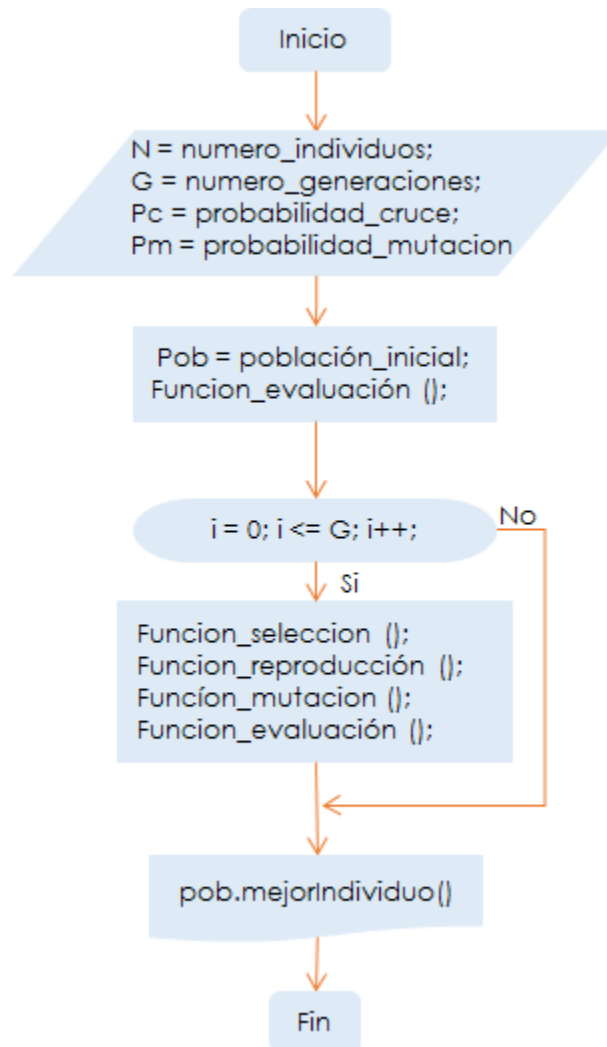 Inicio
N = numero_individuos;
G = numero_generaciones;
Pc = probabilidad_cruce;
Pm = probabilidad_mutacion
Pob = población_inicial;
Funcion_evaluación ();
i = 0; i <= G; i++;
No
Si
Funcion_seleccion ();
Funcion_reproducción ();
Funcíon_mutacion ();
Funcion_evaluación ();
pob.mejorIndividuo()
Fin